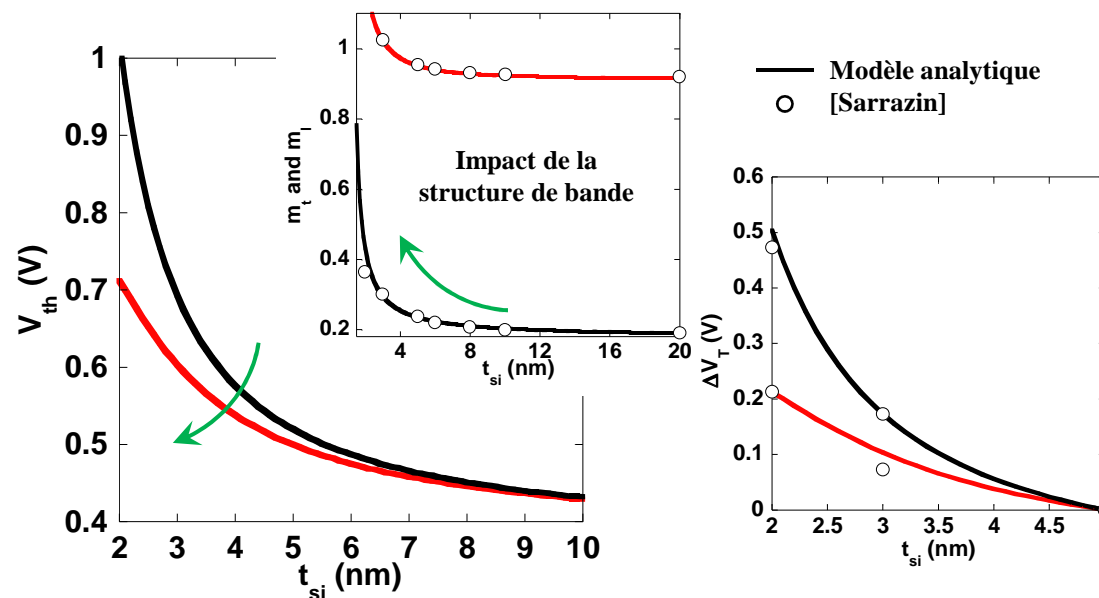 1
0.9
0.8
0.7
0.6
0.5
0.4
V_th (V)
2 3 4 5 6 7 8 9 10
t_si (nm)
1
0.8
0.6
0.4
0.2
m_t and m_l
Impact de la
structure de bande
4 8 12 16 20
t_si (nm)
Modèle analytique
[Sarrazin]
0.6
0.5
0.4
0.3
0.2
0.1
0
ΔV_T (V)
2 2.5 3 3.5 4 4.5
t_si (nm)